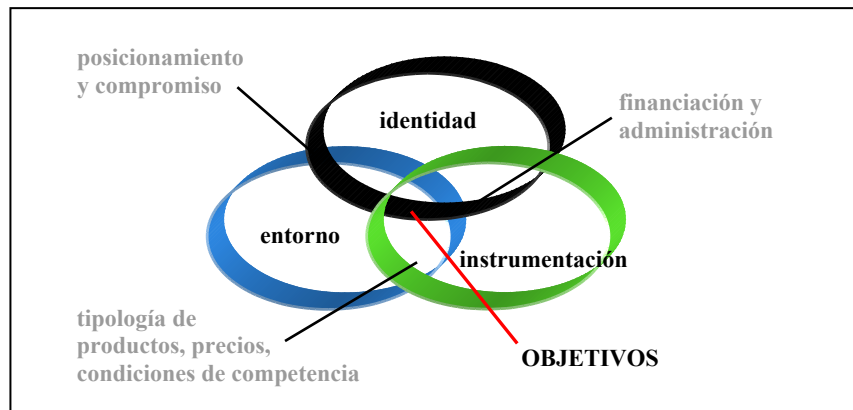 posicionamiento
y compromiso
identidad
financiación y
administración
entorno
instrumentación
tipología de
productos, precios,
condiciones de competencia
OBJETIVOS